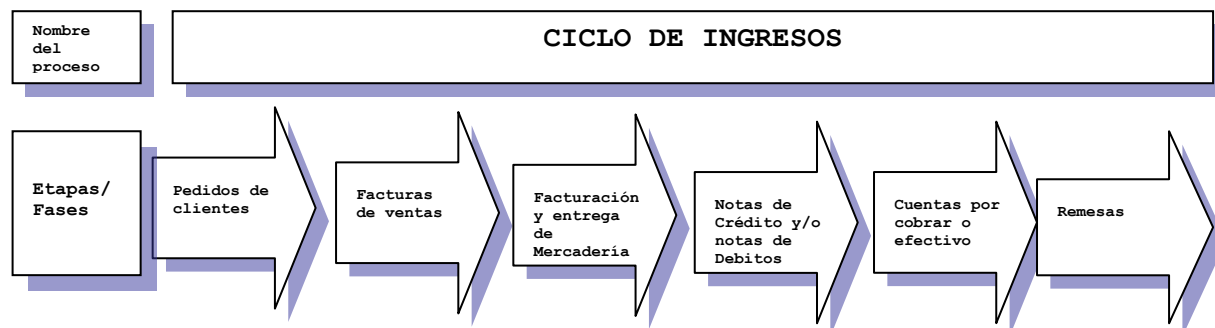 Nombre
del
proceso
CICLO DE INGRESOS
Etapas/
Fases
Pedidos de
clientes
Facturas
de ventas
Facturación
y entrega
de
Mercadería
Notas de
Crédito y/o
notas de
Debitos
Cuentas por
cobrar o
efectivo
Remesas